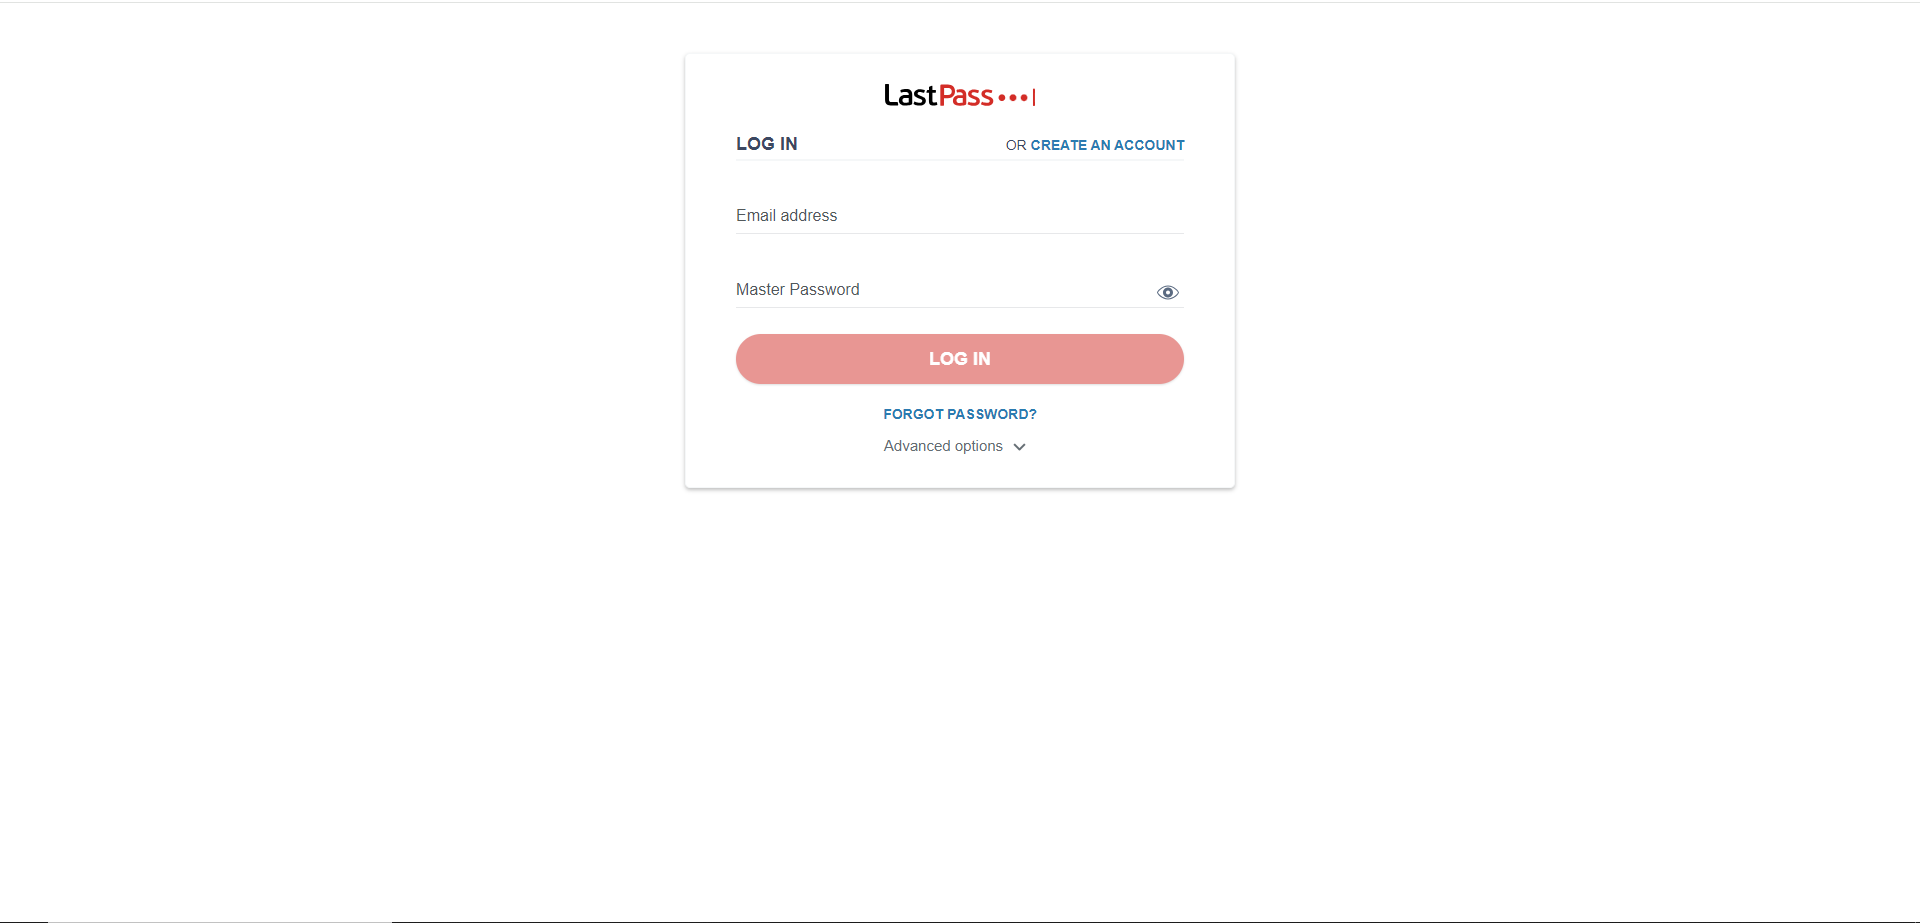 LastPass
LOG IN
OR CREATE AN ACCOUNT
Email address
Master Password
LOG IN
FORGOT PASSWORD?
Advanced options